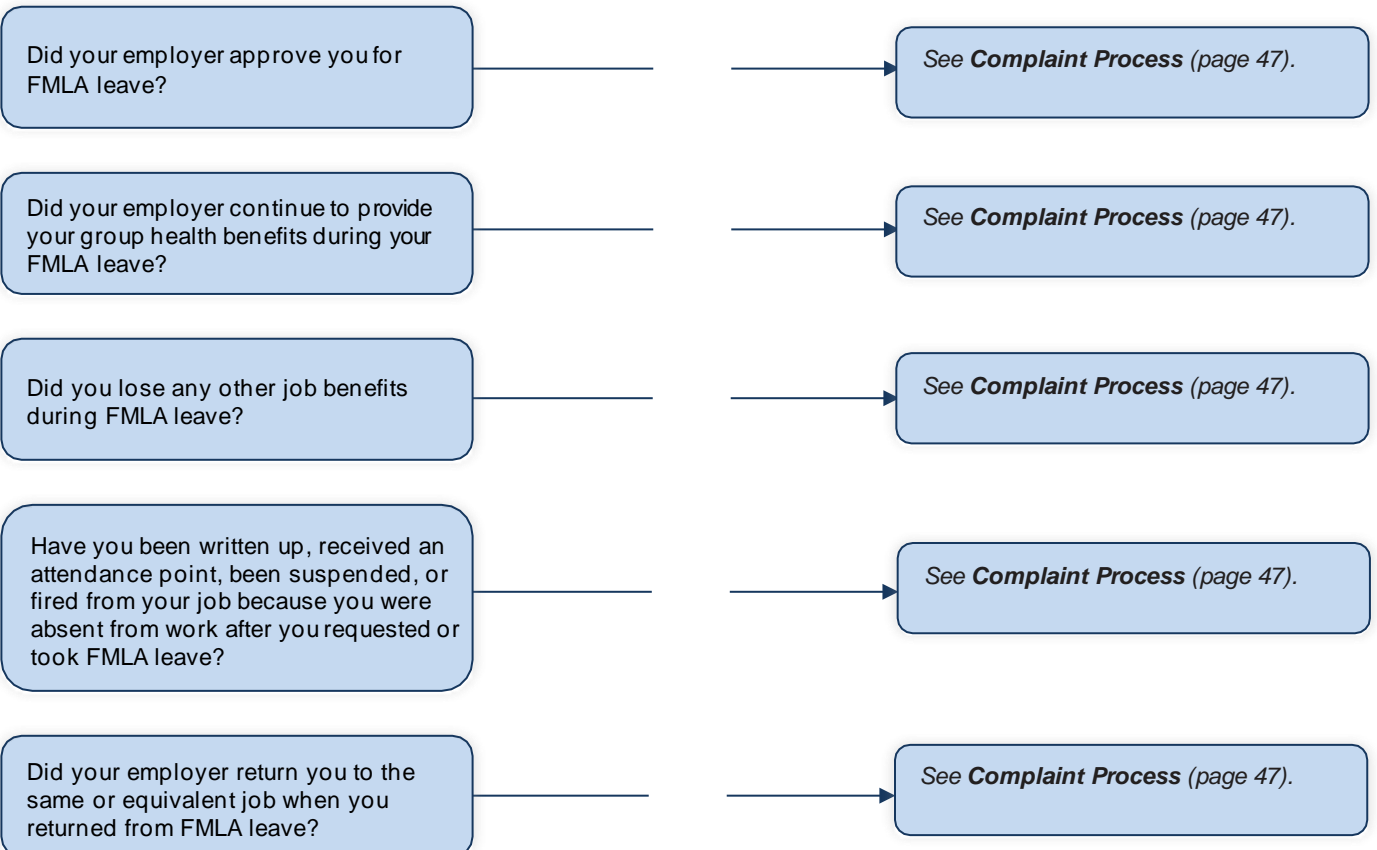 Did your employer approve you for
FMLA leave?
See Complaint Process (page 47).
Did your employer continue to provide
your group health benefits during your
FMLA leave?
See Complaint Process (page 47).
Did you lose any other job benefits
during FMLA leave?
See Complaint Process (page 47).
Have you been written up, received an
attendance point, been suspended, or
fired from your job because you were
absent from work after you requested or
took FMLA leave?
See Complaint Process (page 47).
Did your employer return you to the
same or equivalent job when you
returned from FMLA leave?
See Complaint Process (page 47).